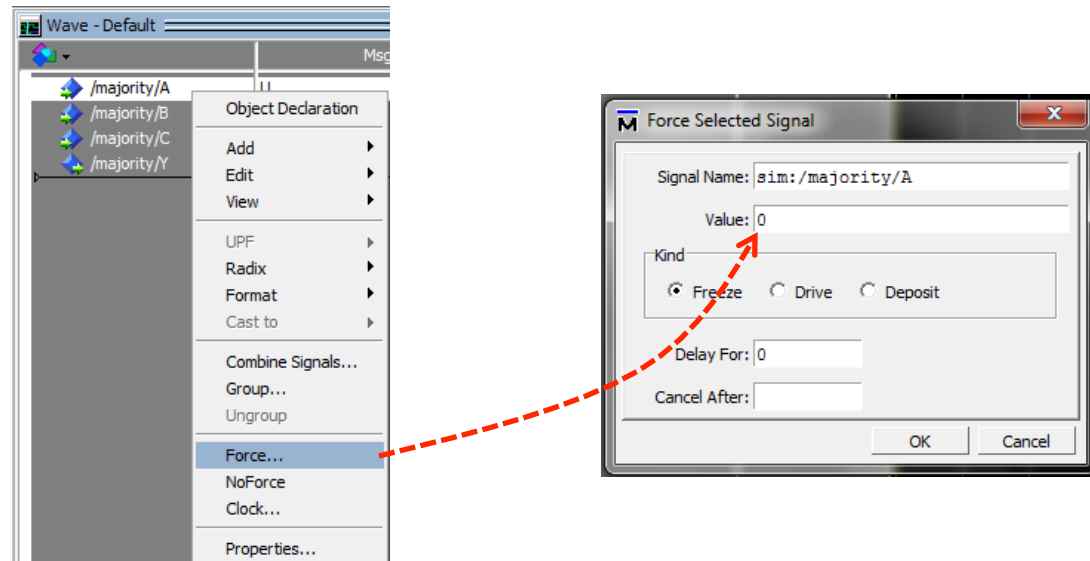 Wave - Default
Msg
/majority/A
/majority/B
/majority/C
/majority/Y
Object Declaration
Add
Edit
View
UPF
Radix
Format
Cast to
Combine Signals...
Group...
Ungroup
Force...
NoForce
Clock...
Properties...
Force Selected Signal
Signal Name: sim:/majority/A
Value: 0
Kind
Freeze Drive Deposit
Delay For: 0
Cancel After:
OK Cancel